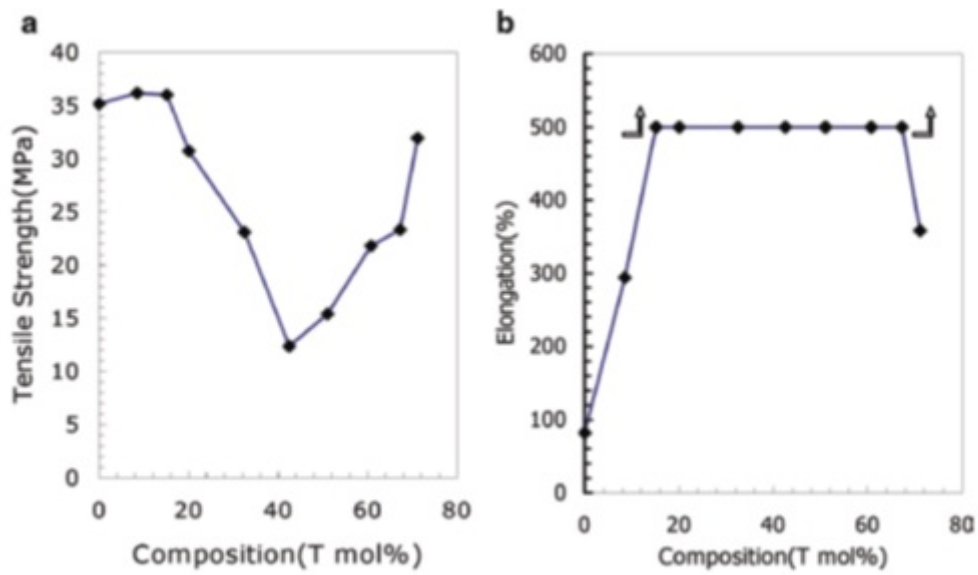 a
40
35
30
25
20
15
10
5
0
0 20 40 60 80
Tensile Strength(MPa)
Composition(T mol%)
b
600
500
400
300
200
100
0
0 20 40 60 80
Elongation(%)
Composition(T mol%)